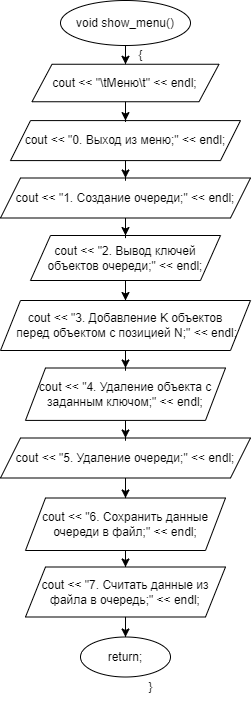 void show_menu()
{
cout << "\tМеню\t" << endl;
cout << "0. Выход из меню;" << endl;
cout << "1. Создание очереди;" << endl;
cout << "2. Вывод ключей
объектов очереди;" << endl;
cout << "3. Добавление K объектов
перед объектом с позицией N;" << endl;
cout << "4. Удаление объекта с
заданным ключом;" << endl;
cout << "5. Удаление очереди;" << endl;
cout << "6. Сохранить данные
очереди в файл;" << endl;
cout << "7. Считать данные из
файла в очередь;" << endl;
return;
}